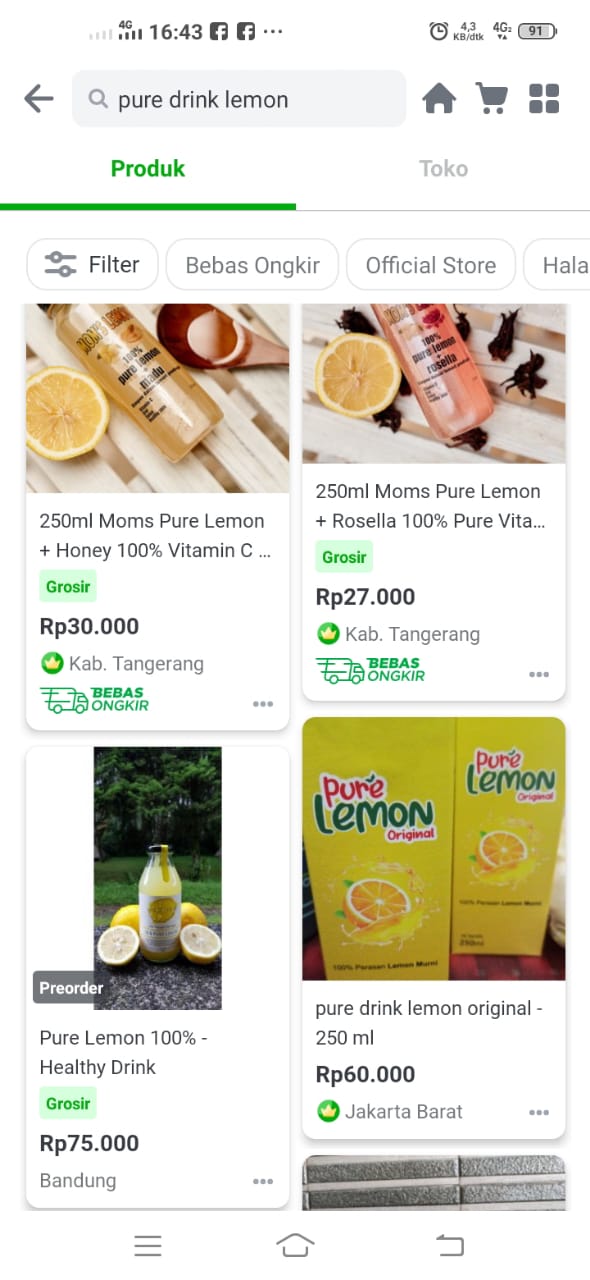 4G 16:43 ...
4,3 KB/dtk 4G2 91
pure drink lemon
Produk
Toko
Filter
Bebas Ongkir
Official Store
Hala
100%
pure lemon
+
madu
100%
pure lemon
+
rosella
250ml Moms Pure Lemon
+ Honey 100% Vitamin C ...
Grosir
Rp30.000
Kab. Tangerang
BEBAS
ONGKIR
250ml Moms Pure Lemon
+ Rosella 100% Pure Vita...
Grosir
Rp27.000
Kab. Tangerang
BEBAS
ONGKIR
Preorder
Pure Lemon 100% -
Healthy Drink
Grosir
Rp75.000
Bandung
Pure
Lemon
Original
100% Perasan Lemon Murni
Pure
Lemon
Original
100% Perasan Lemon Murni
250ml
pure drink lemon original -
250 ml
Rp60.000
Jakarta Barat